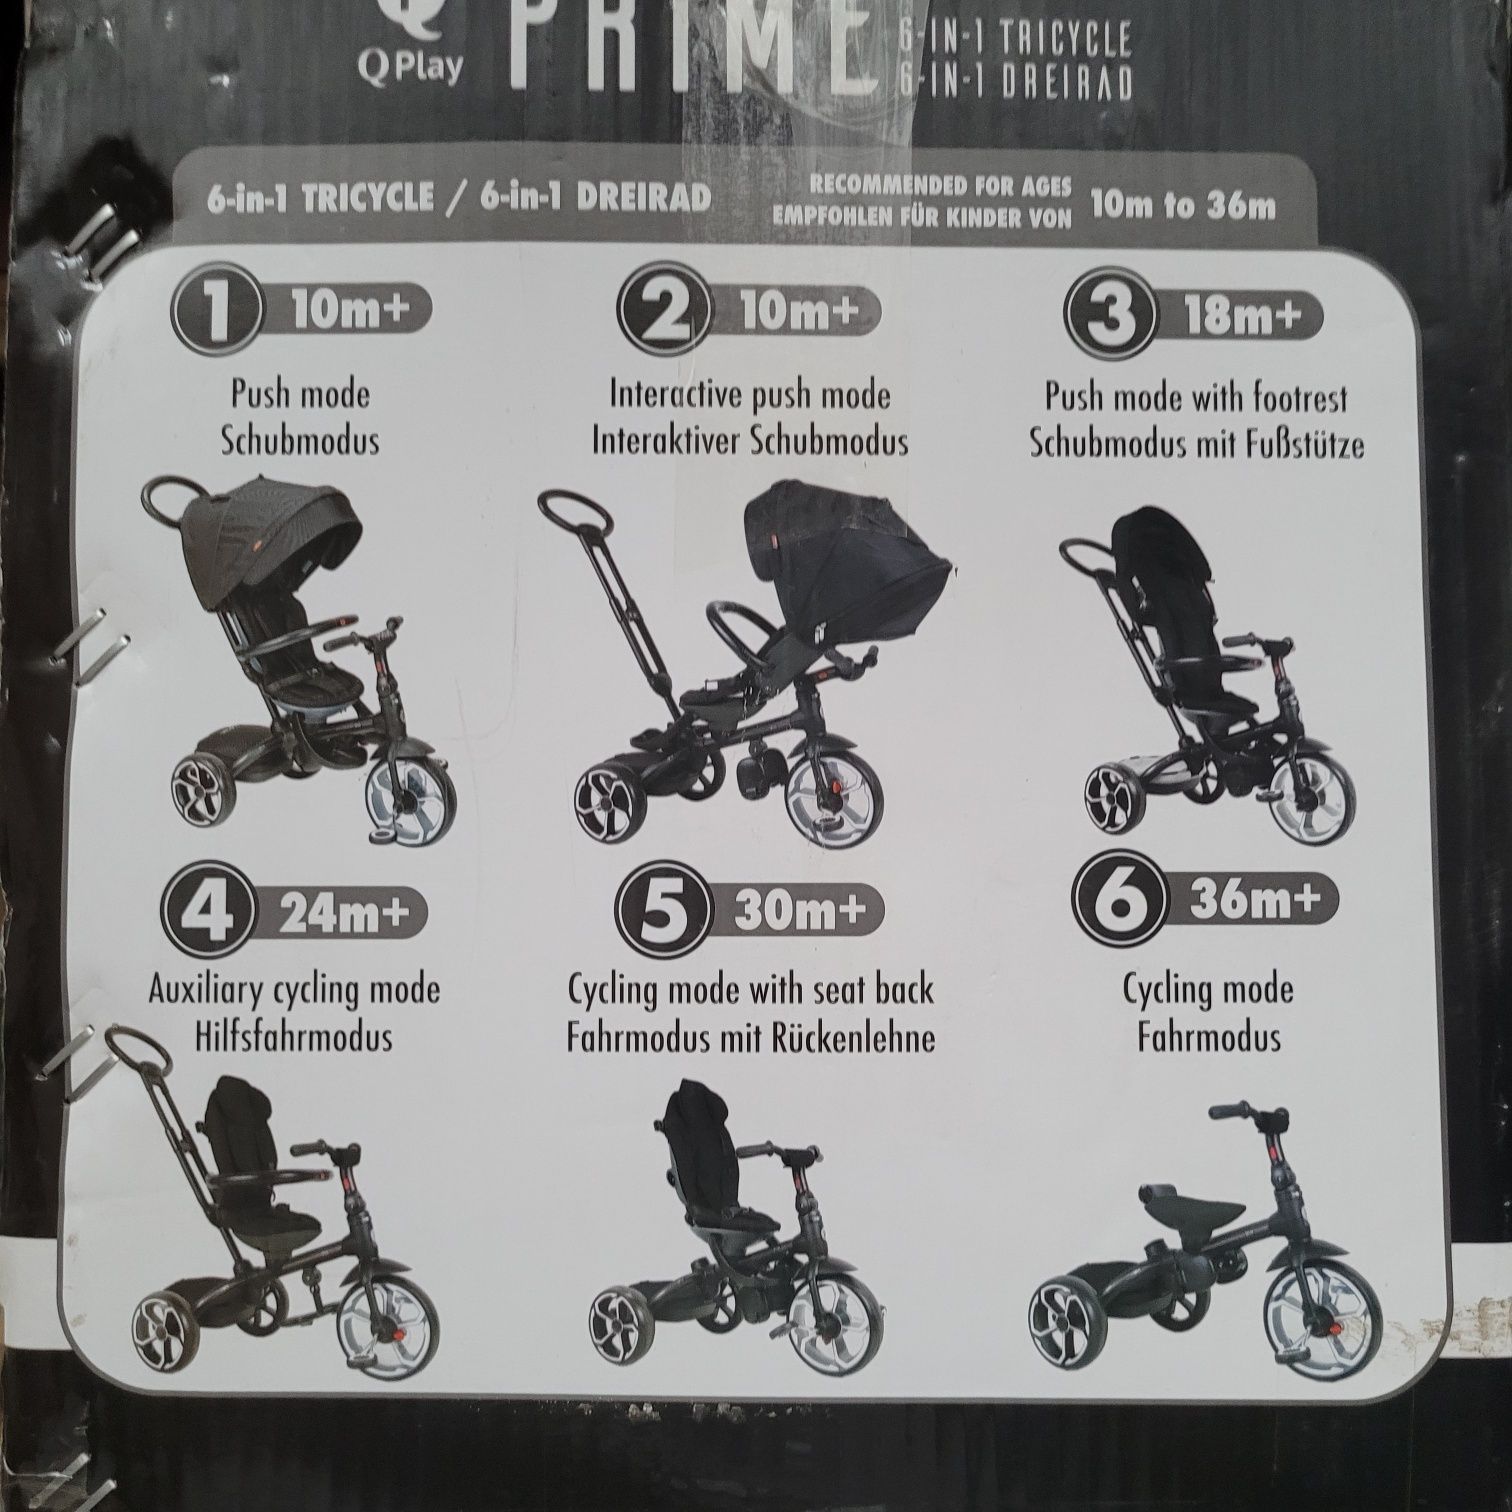 Q Play
PRIME
6-IN-1 TRICYCLE
6-IN-1 DREIRAD
6-in-1 TRICYCLE / 6-in-1 DREIRAD
RECOMMENDED FOR AGES
EMPFOHLEN FÜR KINDER VON
10m to 36m
1 10m+
Push mode
Schubmodus
2 10m+
Interactive push mode
Interaktiver Schubmodus
3 18m+
Push mode with footrest
Schubmodus mit Fußstütze
4 24m+
Auxiliary cycling mode
Hilfsfahrmodus
5 30m+
Cycling mode with seat back
Fahrmodus mit Rückenlehne
6 36m+
Cycling mode
Fahrmodus